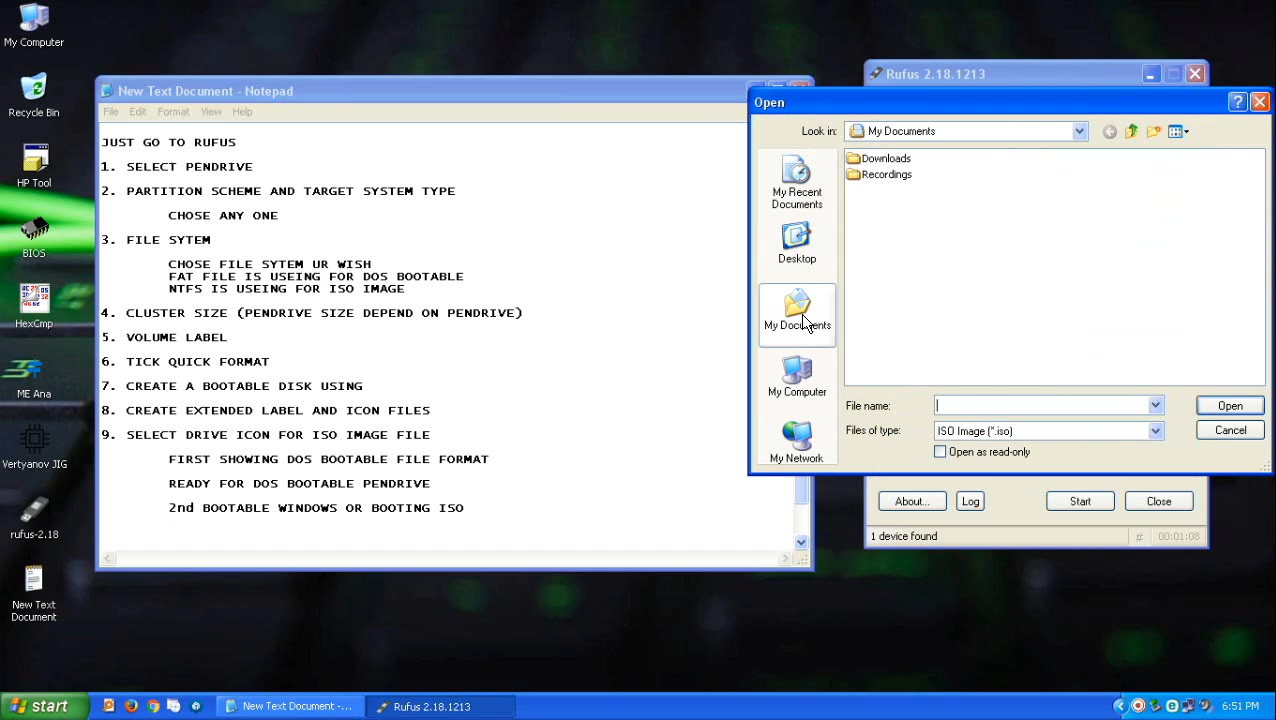 My Computer
Recycle Bin
HP Tool
BIOS
HexCmp
ME Ana
Vertyanov JIG
rufus-2.18
New Text
Document
New Text Document - Notepad
File Edit Format View Help
JUST GO TO RUFUS
1. SELECT PENDRIVE
2. PARTITION SCHEME AND TARGET SYSTEM TYPE
CHOSE ANY ONE
3. FILE SYTEM
CHOSE FILE SYTEM UR WISH
FAT FILE IS USEING FOR DOS BOOTABLE
NTFS IS USEING FOR ISO IMAGE
4. CLUSTER SIZE (PENDRIVE SIZE DEPEND ON PENDRIVE)
5. VOLUME LABEL
6. TICK QUICK FORMAT
7. CREATE A BOOTABLE DISK USING
8. CREATE EXTENDED LABEL AND ICON FILES
9. SELECT DRIVE ICON FOR ISO IMAGE FILE
FIRST SHOWING DOS BOOTABLE FILE FORMAT
READY FOR DOS BOOTABLE PENDRIVE
2nd BOOTABLE WINDOWS OR BOOTING ISO
Rufus 2.18.1213
Open
Look in: My Documents
My Recent
Documents
Desktop
My Documents
My Computer
My Network
Downloads
Recordings
File name:
Open
Files of type: ISO Image (*.iso)
Cancel
Open as read-only
About... Log Start Close
1 device found # 00:01:08
start
New Text Document -...
Rufus 2.18.1213
6:51 PM